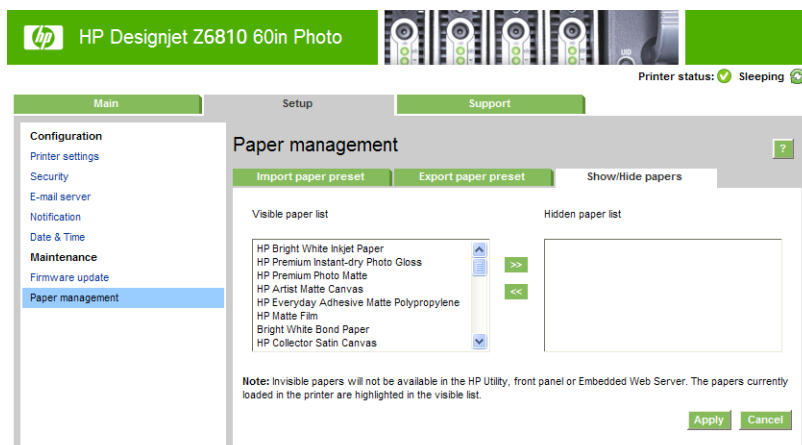 hp HP Designjet Z6810 60in Photo
UID
Printer status: Sleeping
Main Setup Support
Configuration
Printer settings
Security
E-mail server
Notification
Date & Time
Maintenance
Firmware update
Paper management
Paper management
?
Import paper preset Export paper preset Show/Hide papers
Visible paper list Hidden paper list
HP Bright White Inkjet Paper
HP Premium Instant-dry Photo Gloss
HP Premium Photo Matte
HP Artist Matte Canvas
HP Everyday Adhesive Matte Polypropylene
HP Matte Film
Bright White Bond Paper
HP Collector Satin Canvas
>>
<<
Note: Invisible papers will not be available in the HP Utility, front panel or Embedded Web Server. The papers currently
loaded in the printer are highlighted in the visible list.
Apply Cancel